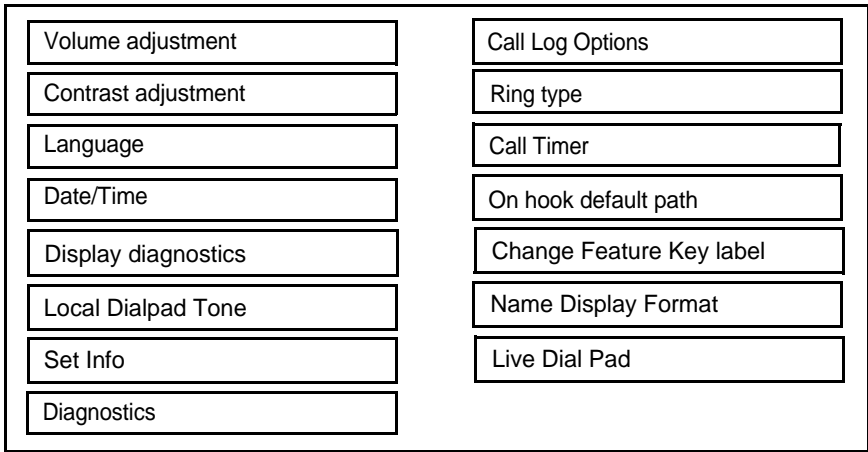 Volume adjustment
Contrast adjustment
Language
Date/Time
Display diagnostics
Local Dialpad Tone
Set Info
Diagnostics
Call Log Options
Ring type
Call Timer
On hook default path
Change Feature Key label
Name Display Format
Live Dial Pad